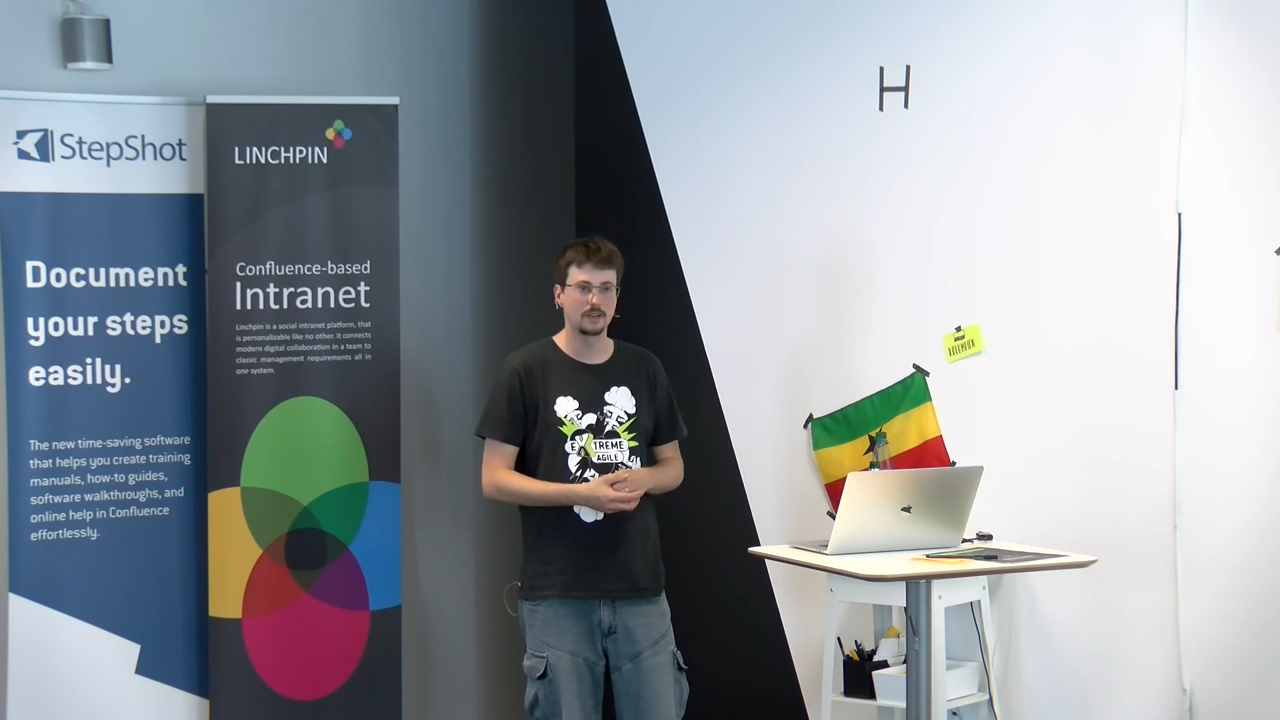 StepShot
Document
your steps
easily.
The new time-saving software
that helps you create training
manuals, how-to guides,
software walkthroughs, and
online help in Confluence
effortlessly.
LINCHPIN
Confluence-based
Intranet
Linchpin is a social intranet platform, that
is personalizable like no other. It connects
modern digital collaboration in a team to
classic management requirements all in
one system.
EXTREME
AGILE
H